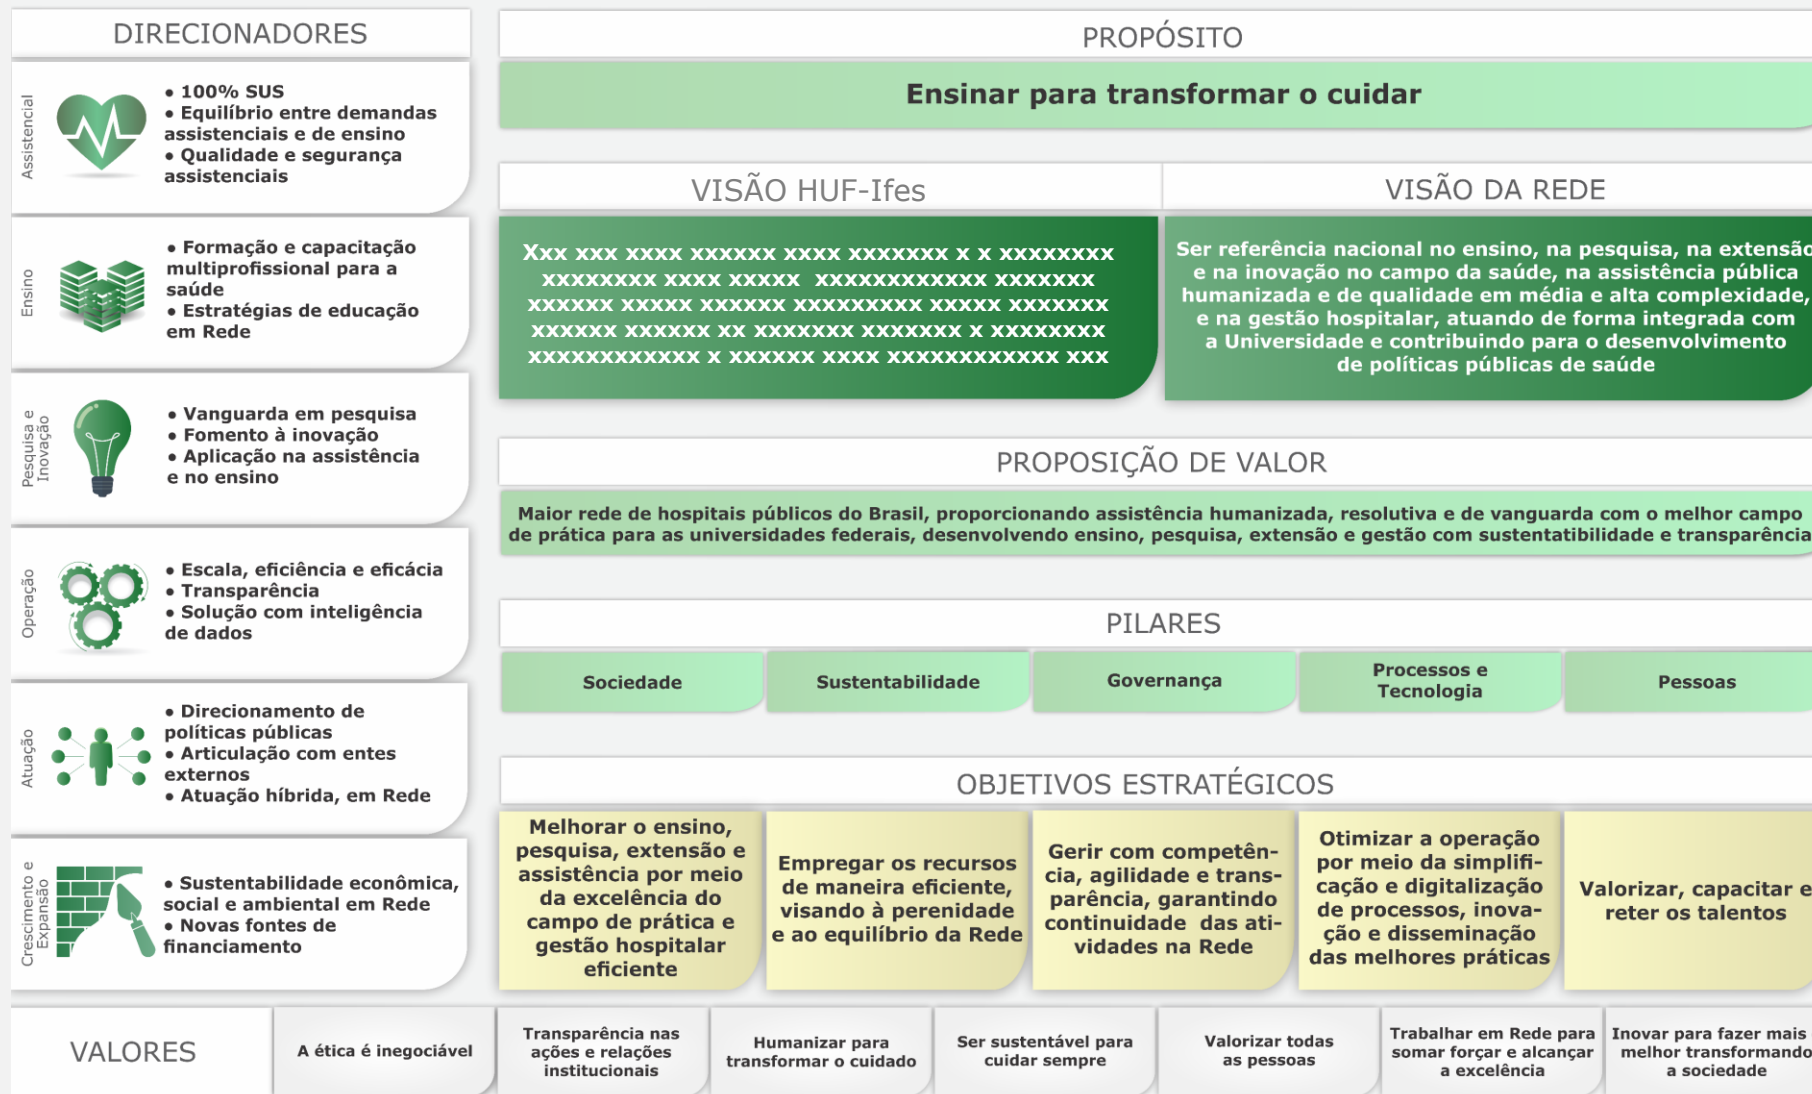 DIRECIONADORES
Assistencial
● 100% SUS
● Equilíbrio entre demandas
assistenciais e de ensino
● Qualidade e segurança
assistenciais
Ensino
● Formação e capacitação
multiprofissional para a
saúde
● Estratégias de educação
em Rede
Pesquisa e
Inovação
● Vanguarda em pesquisa
● Fomento à inovação
● Aplicação na assistência
e no ensino
Operação
● Escala, eficiência e eficácia
● Transparência
● Solução com inteligência
de dados
Atuação
● Direcionamento de
políticas públicas
● Articulação com entes
externos
● Atuação híbrida, em Rede
Crescimento e
Expansão
● Sustentabilidade econômica,
social e ambiental em Rede
● Novas fontes de
financiamento
PROPÓSITO
Ensinar para transformar o cuidar
VISÃO HUF-Ifes
Xxx xxx xxxx xxxxxx xxxx xxxxxxx x x xxxxxxxx
xxxxxxxx xxxx xxxxx xxxxxxxxxxxxx xxxxxxx
xxxxxx xxxxx xxxxxx xxxxxxxxx xxxxx xxxxxxx
xxxxxx xxxxxx xx xxxxxxx xxxxxxx x xxxxxxxx
xxxxxxxxxxxx x xxxxxx xxxx xxxxxxxxxxxx xxx
VISÃO DA REDE
Ser referência nacional no ensino, na pesquisa, na extensão
e na inovação no campo da saúde, na assistência pública
humanizada e de qualidade em média e alta complexidade,
e na gestão hospitalar, atuando de forma integrada com
a Universidade e contribuindo para o desenvolvimento
de políticas públicas de saúde
PROPOSIÇÃO DE VALOR
Maior rede de hospitais públicos do Brasil, proporcionando assistência humanizada, resolutiva e de vanguarda com o melhor campo
de prática para as universidades federais, desenvolvendo ensino, pesquisa, extensão e gestão com sustentatibilidade e transparência
PILARES
Sociedade
Sustentabilidade
Governança
Processos e
Tecnologia
Pessoas
OBJETIVOS ESTRATÉGICOS
Melhorar o ensino,
pesquisa, extensão e
assistência por meio
da excelência do
campo de prática e
gestão hospitalar
eficiente
Empregar os recursos
de maneira eficiente,
visando à perenidade
e ao equilíbrio da Rede
Gerir com competên-
cia, agilidade e trans-
parência, garantindo
continuidade das ati-
vidades na Rede
Otimizar a operação
por meio da simplifi-
cação e digitalização
de processos, inova-
ção e disseminação
das melhores práticas
Valorizar, capacitar e
reter os talentos
VALORES
A ética é inegociável
Transparência nas
ações e relações
institucionais
Humanizar para
transformar o cuidado
Ser sustentável para
cuidar sempre
Valorizar todas
as pessoas
Trabalhar em Rede para
somar forçar e alcançar
a excelência
Inovar para fazer mais
melhor transformando
a sociedade